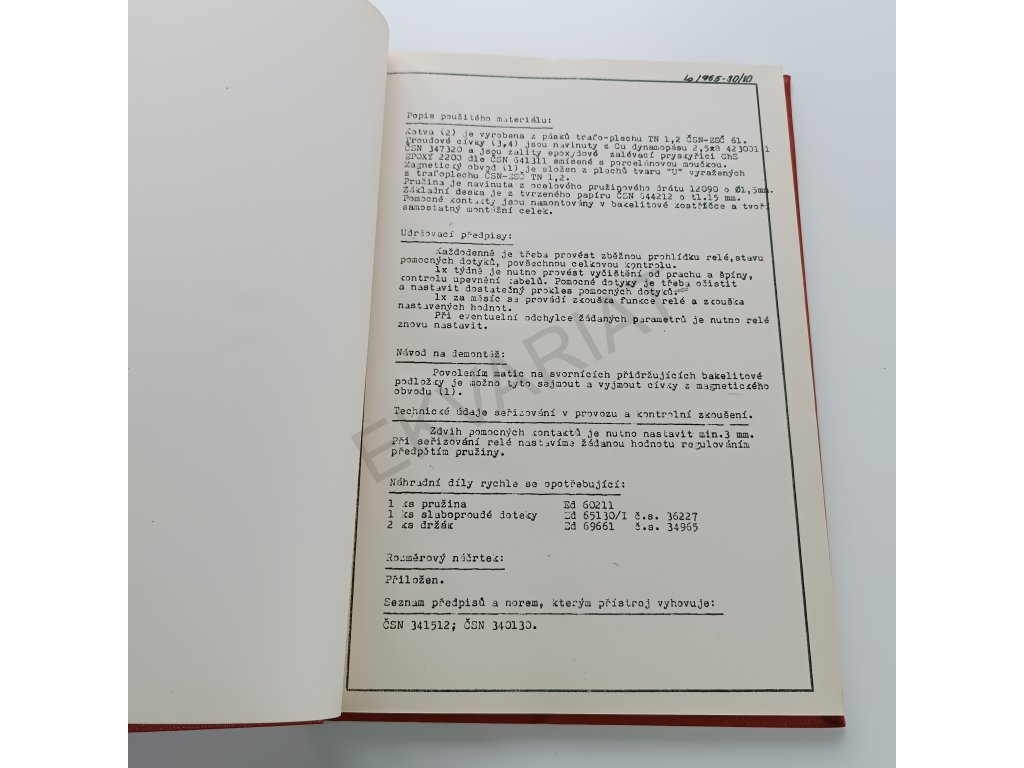 Lo 1965-30/10
Popis použitého materiálu:
Kotva (2) je vyrobena z pásků trafo-plechu TN 1,2 ČSN-ESČ 61.
Proudové cívky (3,4) jsou navinuty z Cu dynamopásu 2,5x8 423001 1
ČSN 347320 a jsou zality epoxydové zalévací pryskyřicí ChS
EPOXY 2200 dle ČSN 641311 smísené s porcelánovou moučkou.
Magnetický obvod (1) je složen z plechů tvaru "U" vyražených
z trafoplechu ČSN-ESČ TN 1,2.
Pružina je navinuta z ocelového pružinového drátu 12090 o Ø1,5mm.
Základní deska je z tvrzeného papíru ČSN 644212 o tl.15 mm.
Pomocné kontakty jsou namontovány v bakelitové kostříčce a tvoří
samostatný montážní celek.
Udržovací předpisy:
Každodenně je třeba provést zběžnou prohlídku relé,stavu
pomocných dotyků, povšechnou celkovou kontrolu.
1x týdně je nutno provést vyčištění od prachu a špíny,
kontrolu upevnění kabelů. Pomocné dotyky je třeba očistit
a nastavit dostatečný prokles pomocných dotyků.
1x za měsíc se provádí zkouška funkce relé a zkouška
nastavených hodnot.
Při eventuelní odchylce žádaných parametrů je nutno relé
znovu nastavit.
Návod na demontáž:
Povolením matic na svornících přidržujících bakelitové
podložky je možno tyto sejmout a vyjmout cívky z magnetického
obvodu (1).
Technické údaje seřizování v provozu a kontrolní zkoušení.
Zdvih pomocných kontaktů je nutno nastavit min.3 mm.
Při seřizování relé nastavíme žádanou hodnotu regulováním
předpětím pružiny.
Náhradní díly rychle se opotřebující:
1 ks pružina Ed 60211
1 ks slaboproudé doteky Ed 65130/I č.s. 36227
2 ks držák Ed 69661 č.s. 34965
Rozměrový náčrtek:
Přiložen.
Seznam předpisů a norem, kterým přístroj vyhovuje:
ČSN 341512; ČSN 340130.
EKVARIAT